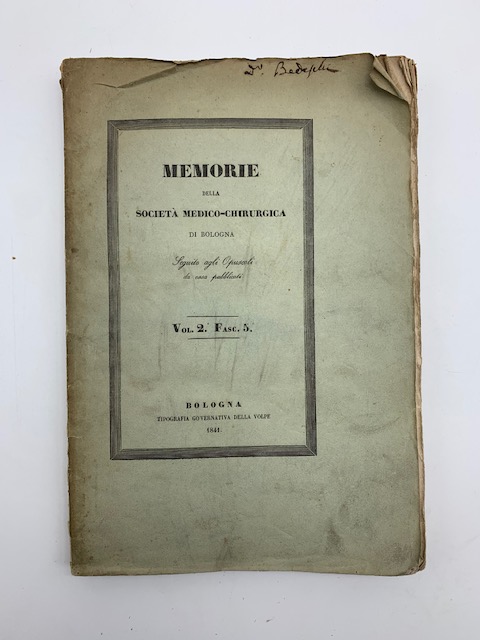 Dr.
MEMORIE
DELLA
SOCIETÀ MEDICO-CHIRURGICA
DI BOLOGNA
Seguito agli Opuscoli
da essa pubblicati
VOL. 2.° FASC. 5.°
BOLOGNA
TIPOGRAFIA GOVERNATIVA DELLA VOLPE
1841.